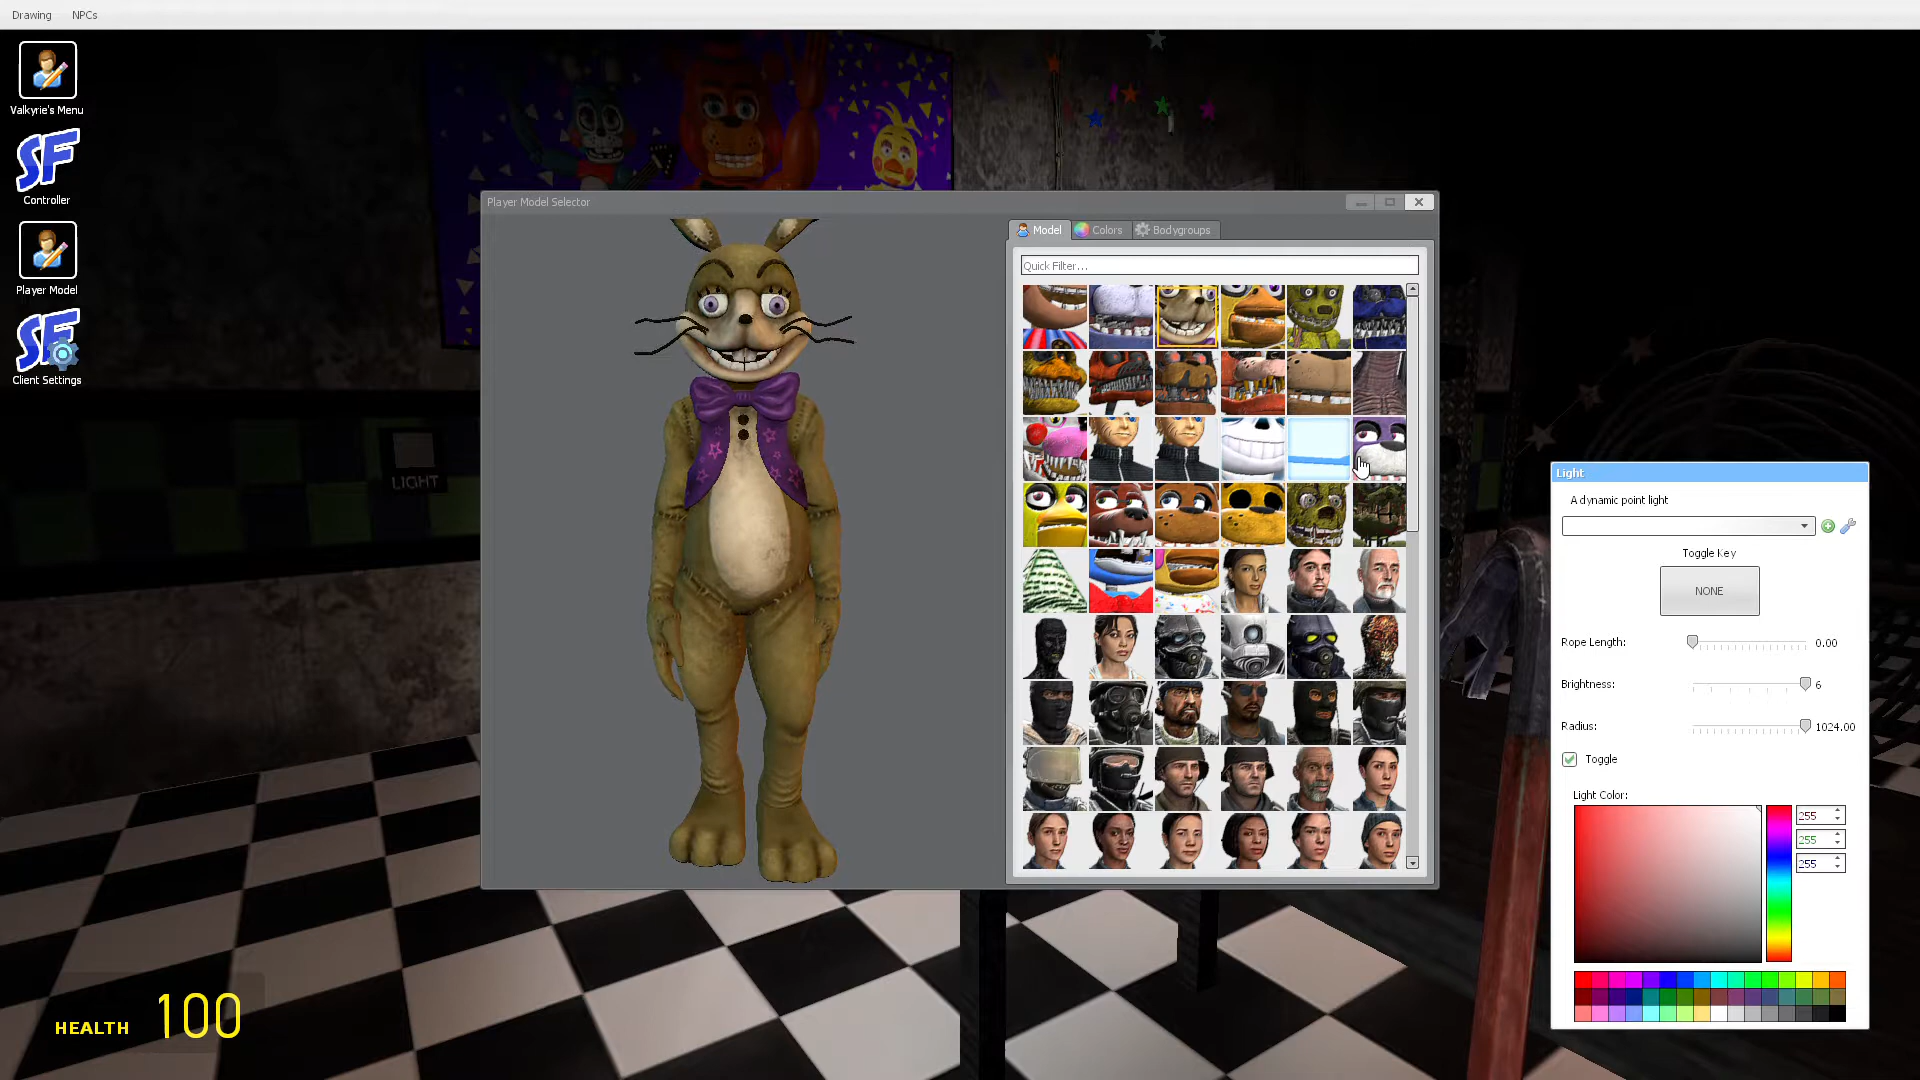 Drawing NPCs
Valkyrie's Menu
SF
Controller
Player Model
SF
Client Settings
Player Model Selector
Model Colors Bodygroups
Quick Filter...
LIGHT
Light
A dynamic point light
Toggle Key
NONE
Rope Length: 0.00
Brightness: 6
Radius: 1024.00
Toggle
Light Color:
255
255
255
HEALTH 100